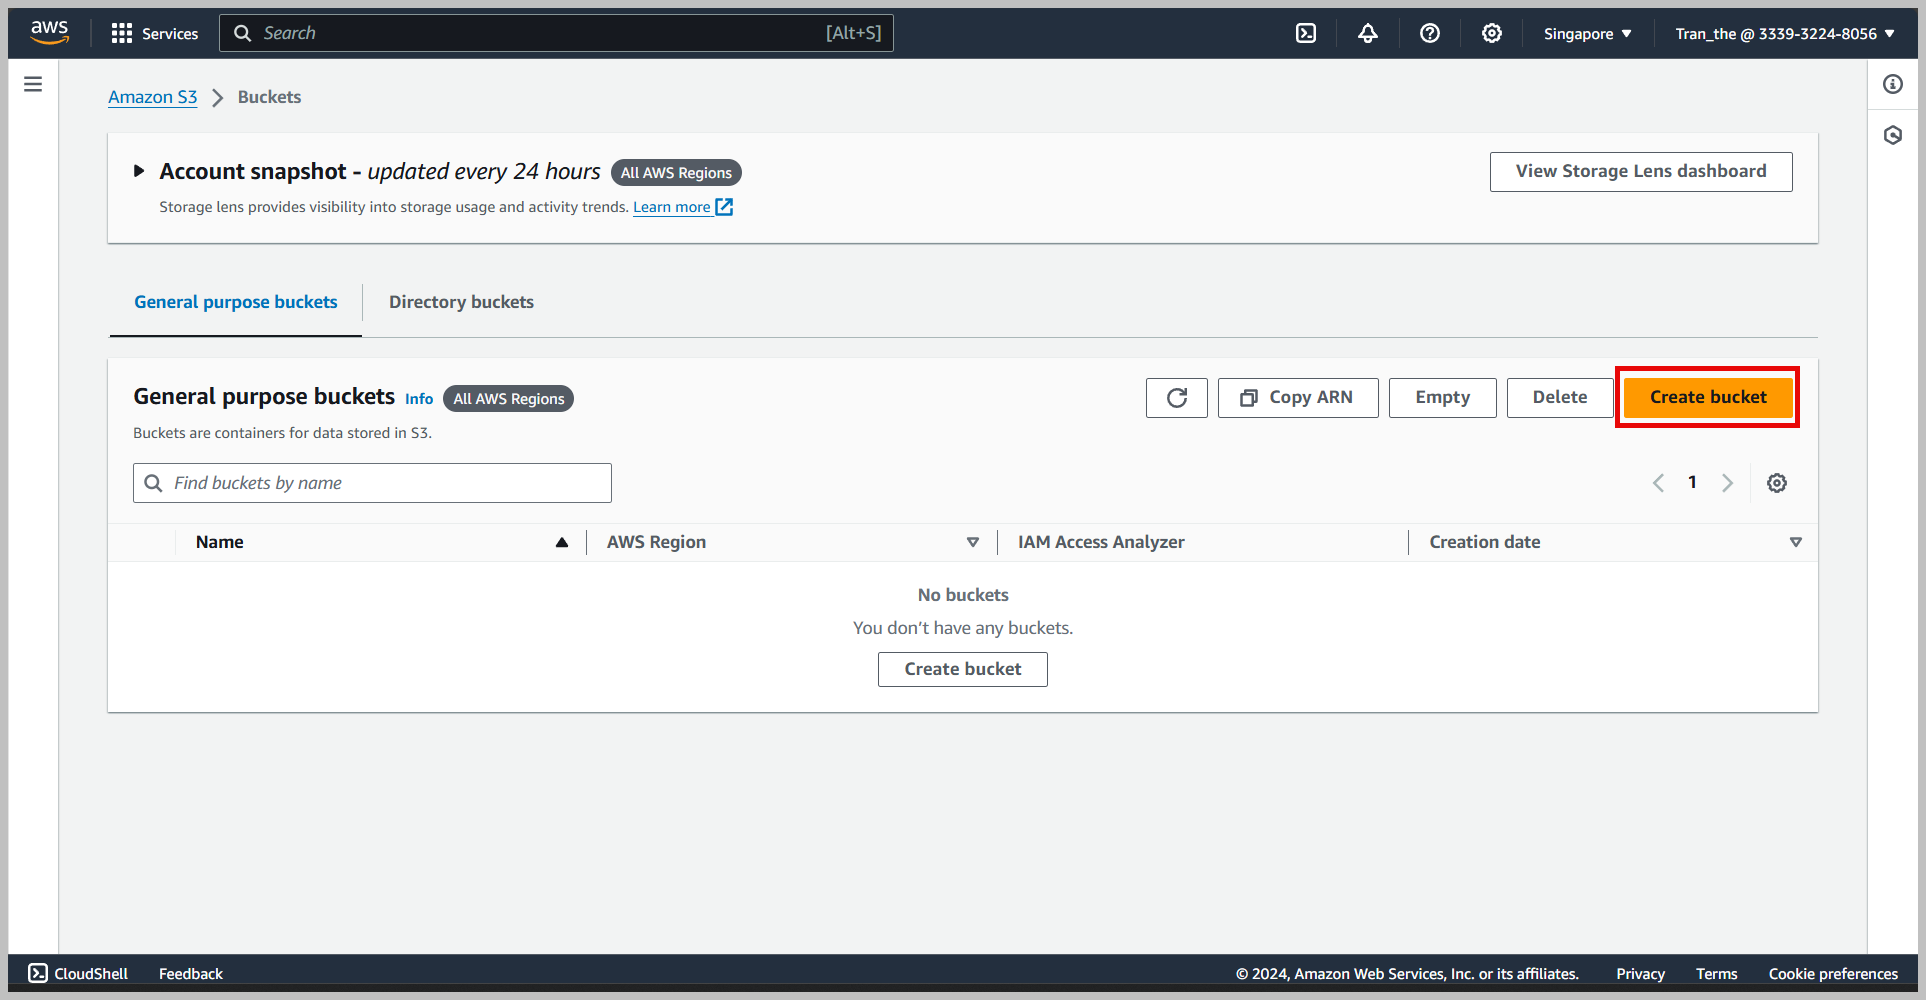 aws Services Search [Alt+S] Singapore Tran_the @ 3339-3224-8056
Amazon S3 Buckets
Account snapshot - updated every 24 hours All AWS Regions View Storage Lens dashboard
Storage lens provides visibility into storage usage and activity trends. Learn more
General purpose buckets Directory buckets
General purpose buckets Info All AWS Regions Copy ARN Empty Delete Create bucket
Buckets are containers for data stored in S3.
Find buckets by name 1
Name AWS Region IAM Access Analyzer Creation date
No buckets
You don't have any buckets.
Create bucket
CloudShell Feedback © 2024, Amazon Web Services, Inc. or its affiliates. Privacy Terms Cookie preferences